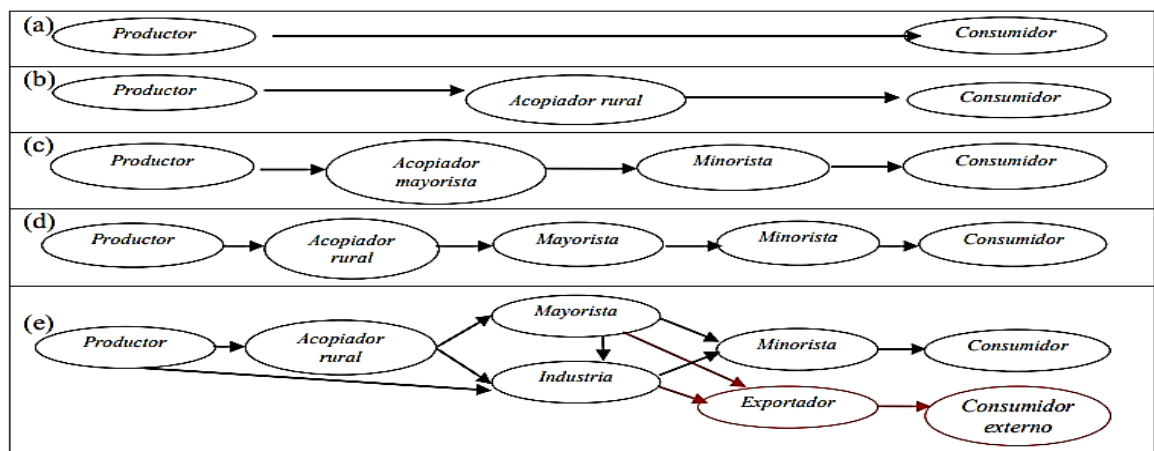 (a)
Productor
Consumidor
(b)
Productor
Acopiador rural
Consumidor
(c)
Productor
Acopiador
mayorista
Minorista
Consumidor
(d)
Productor
Acopiador
rural
Mayorista
Minorista
Consumidor
(e)
Productor
Acopiador
rural
Mayorista
Industria
Minorista
Exportador
Consumidor
Consumidor
externo